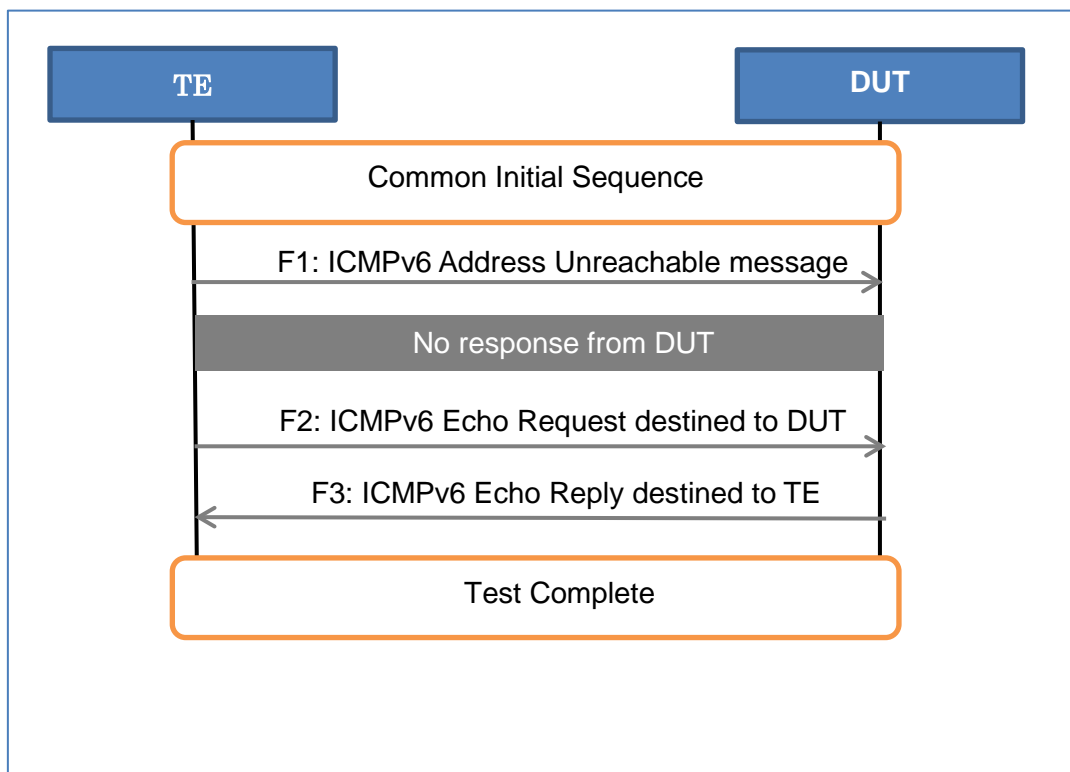 TE
DUT
Common Initial Sequence
F1: ICMPv6 Address Unreachable message
No response from DUT
F2: ICMPv6 Echo Request destined to DUT
F3: ICMPv6 Echo Reply destined to TE
Test Complete